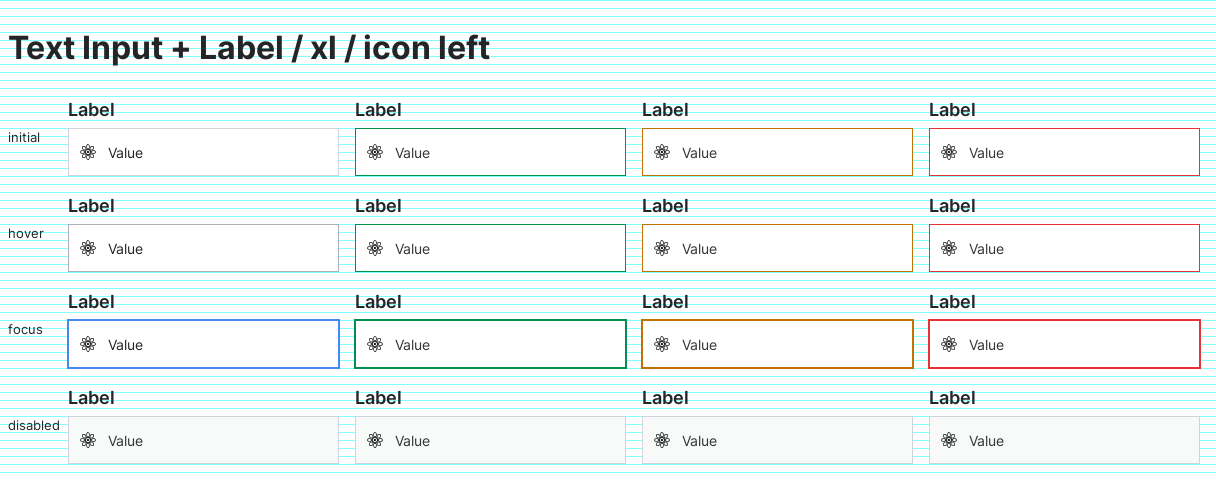 Text Input + Label / xl / icon left
Label Label Label Label
initial Value Value Value Value
Label Label Label Label
hover Value Value Value Value
Label Label Label Label
focus Value Value Value Value
Label Label Label Label
disabled Value Value Value Value